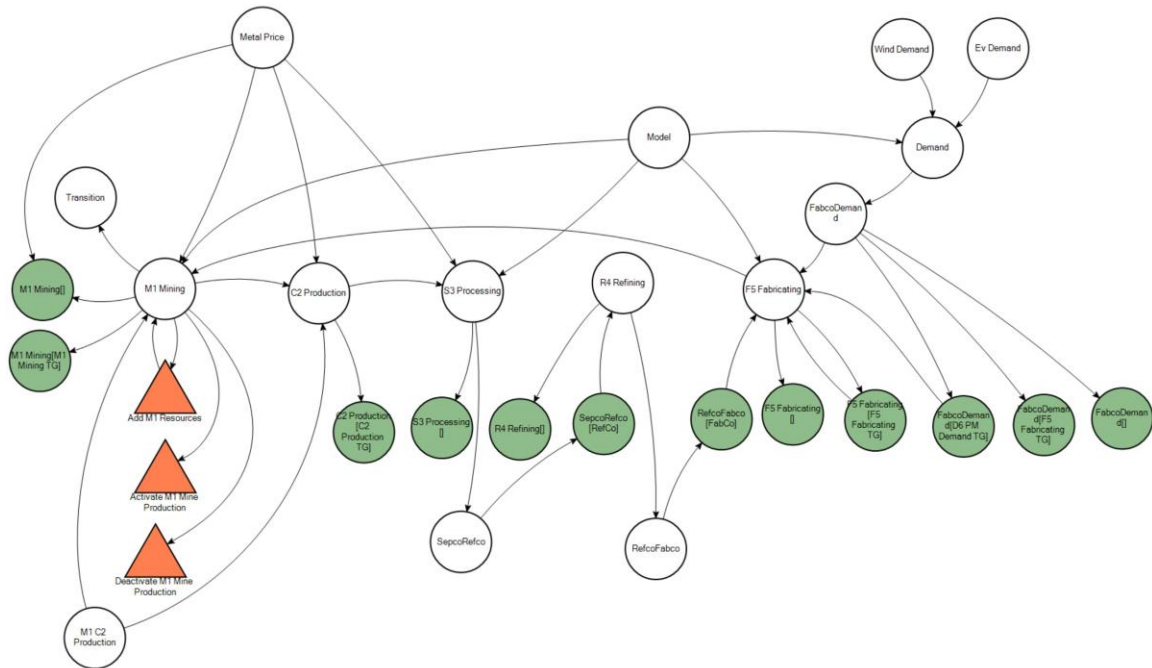 Metal Price
Wind Demand
Ev Demand
Model
Demand
Transition
FabcoDeman
d
M1 Mining[]
M1 Mining
C2 Production
S3 Processing
R4 Refining
F5 Fabricating
M1 Mining[M1
Mining TG]
Add M1 Resources
C2 Production
[C2
Production
TG]
S3 Processing
[]
R4 Refining[]
SepcoRefco
[RefCo]
RefcoFabco
[FabCo]
F5 Fabricating
[]
F5 Fabricating
[F5
Fabricating TG]
FabcoDeman
d[D6 PM
Demand TG]
FabcoDeman
d[F5
Fabricating
TG]
FabcoDeman
d[]
Activate M1 Mine
Production
SepcoRefco
RefcoFabco
Deactivate M1 Mine
Production
M1 C2
Production